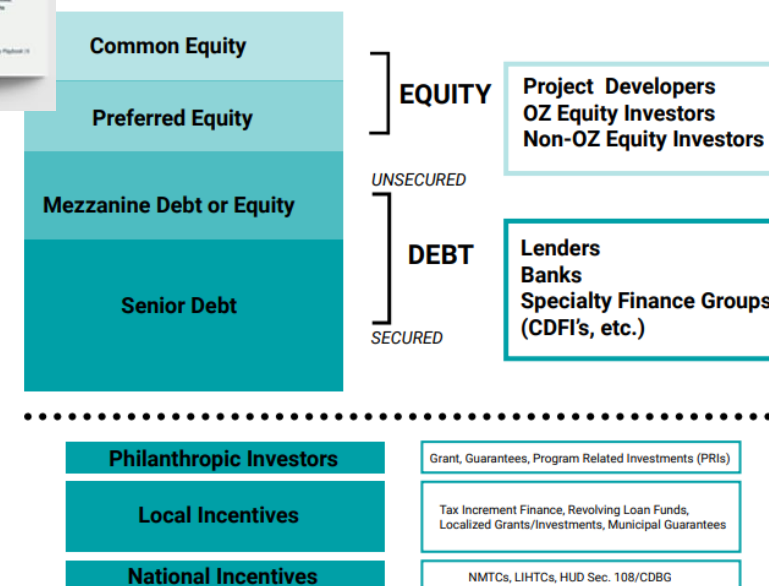 Common Equity
Preferred Equity
Mezzanine Debt or Equity
Senior Debt
EQUITY
UNSECURED
DEBT
SECURED
Project Developers
OZ Equity Investors
Non-OZ Equity Investors
Lenders
Banks
Specialty Finance Groups
(CDFI's, etc.)
Philanthropic Investors
Grant, Guarantees, Program Related Investments (PRIs)
Local Incentives
Tax Increment Finance, Revolving Loan Funds,
Localized Grants/Investments, Municipal Guarantees
National Incentives
NMTCs, LIHTCs, HUD Sec. 108/CDBG